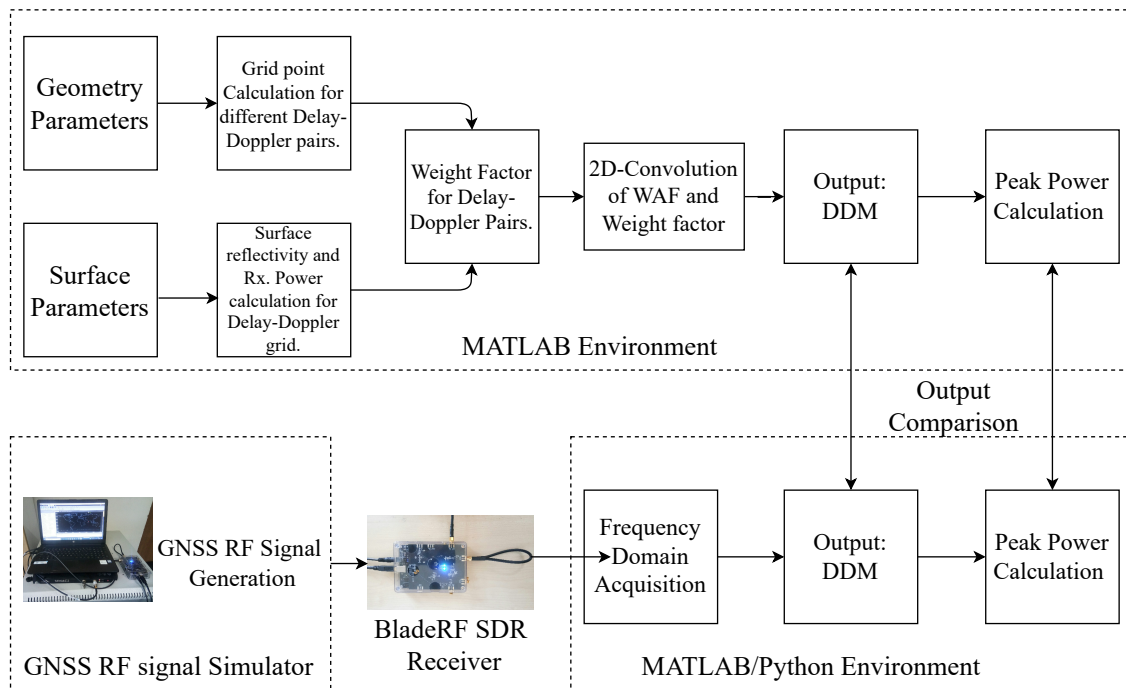 Geometry
Parameters
Grid point
Calculation for
different Delay-
Doppler pairs.
Surface
Parameters
Surface
reflectivity and
Rx. Power
calculation for
Delay-Doppler
grid.
Weight Factor
for Delay-
Doppler Pairs.
2D-Convolution
of WAF and
Weight factor
Output:
DDM
Peak Power
Calculation
MATLAB Environment
Output
Comparison
GNSS RF Signal
Generation
GNSS RF signal Simulator
BladeRF SDR
Receiver
Frequency
Domain
Acquisition
Output:
DDM
Peak Power
Calculation
MATLAB/Python Environment